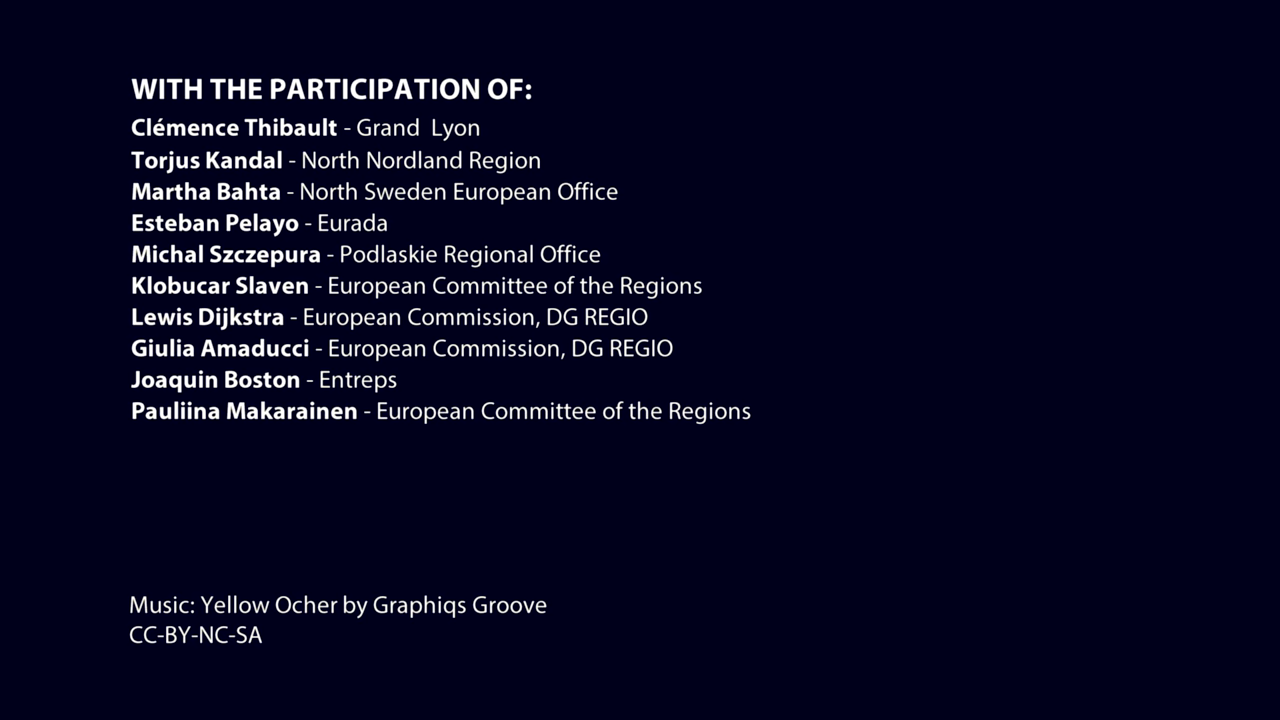 WITH THE PARTICIPATION OF:
Clémence Thibault - Grand Lyon
Torjus Kandal - North Nordland Region
Martha Bahta - North Sweden European Office
Esteban Pelayo - Eurada
Michal Szczepura - Podlaskie Regional Office
Klobucar Slaven - European Committee of the Regions
Lewis Dijkstra - European Commission, DG REGIO
Giulia Amaducci - European Commission, DG REGIO
Joaquin Boston - Entreps
Pauliina Makarainen - European Committee of the Regions
Music: Yellow Ocher by Graphiqs Groove
CC-BY-NC-SA